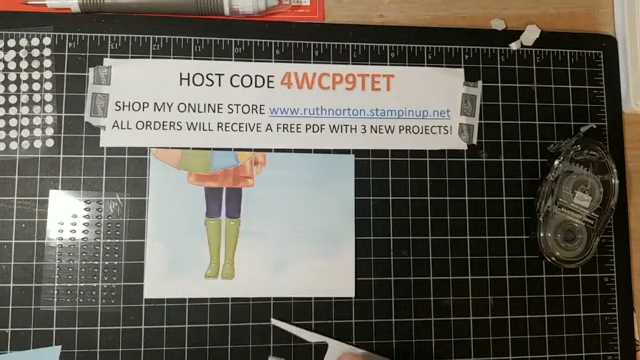 HOST CODE 4WCP9TET
SHOP MY ONLINE STORE www.ruthnorton.stampinup.net
ALL ORDERS WILL RECEIVE A FREE PDF WITH 3 NEW PROJECTS!